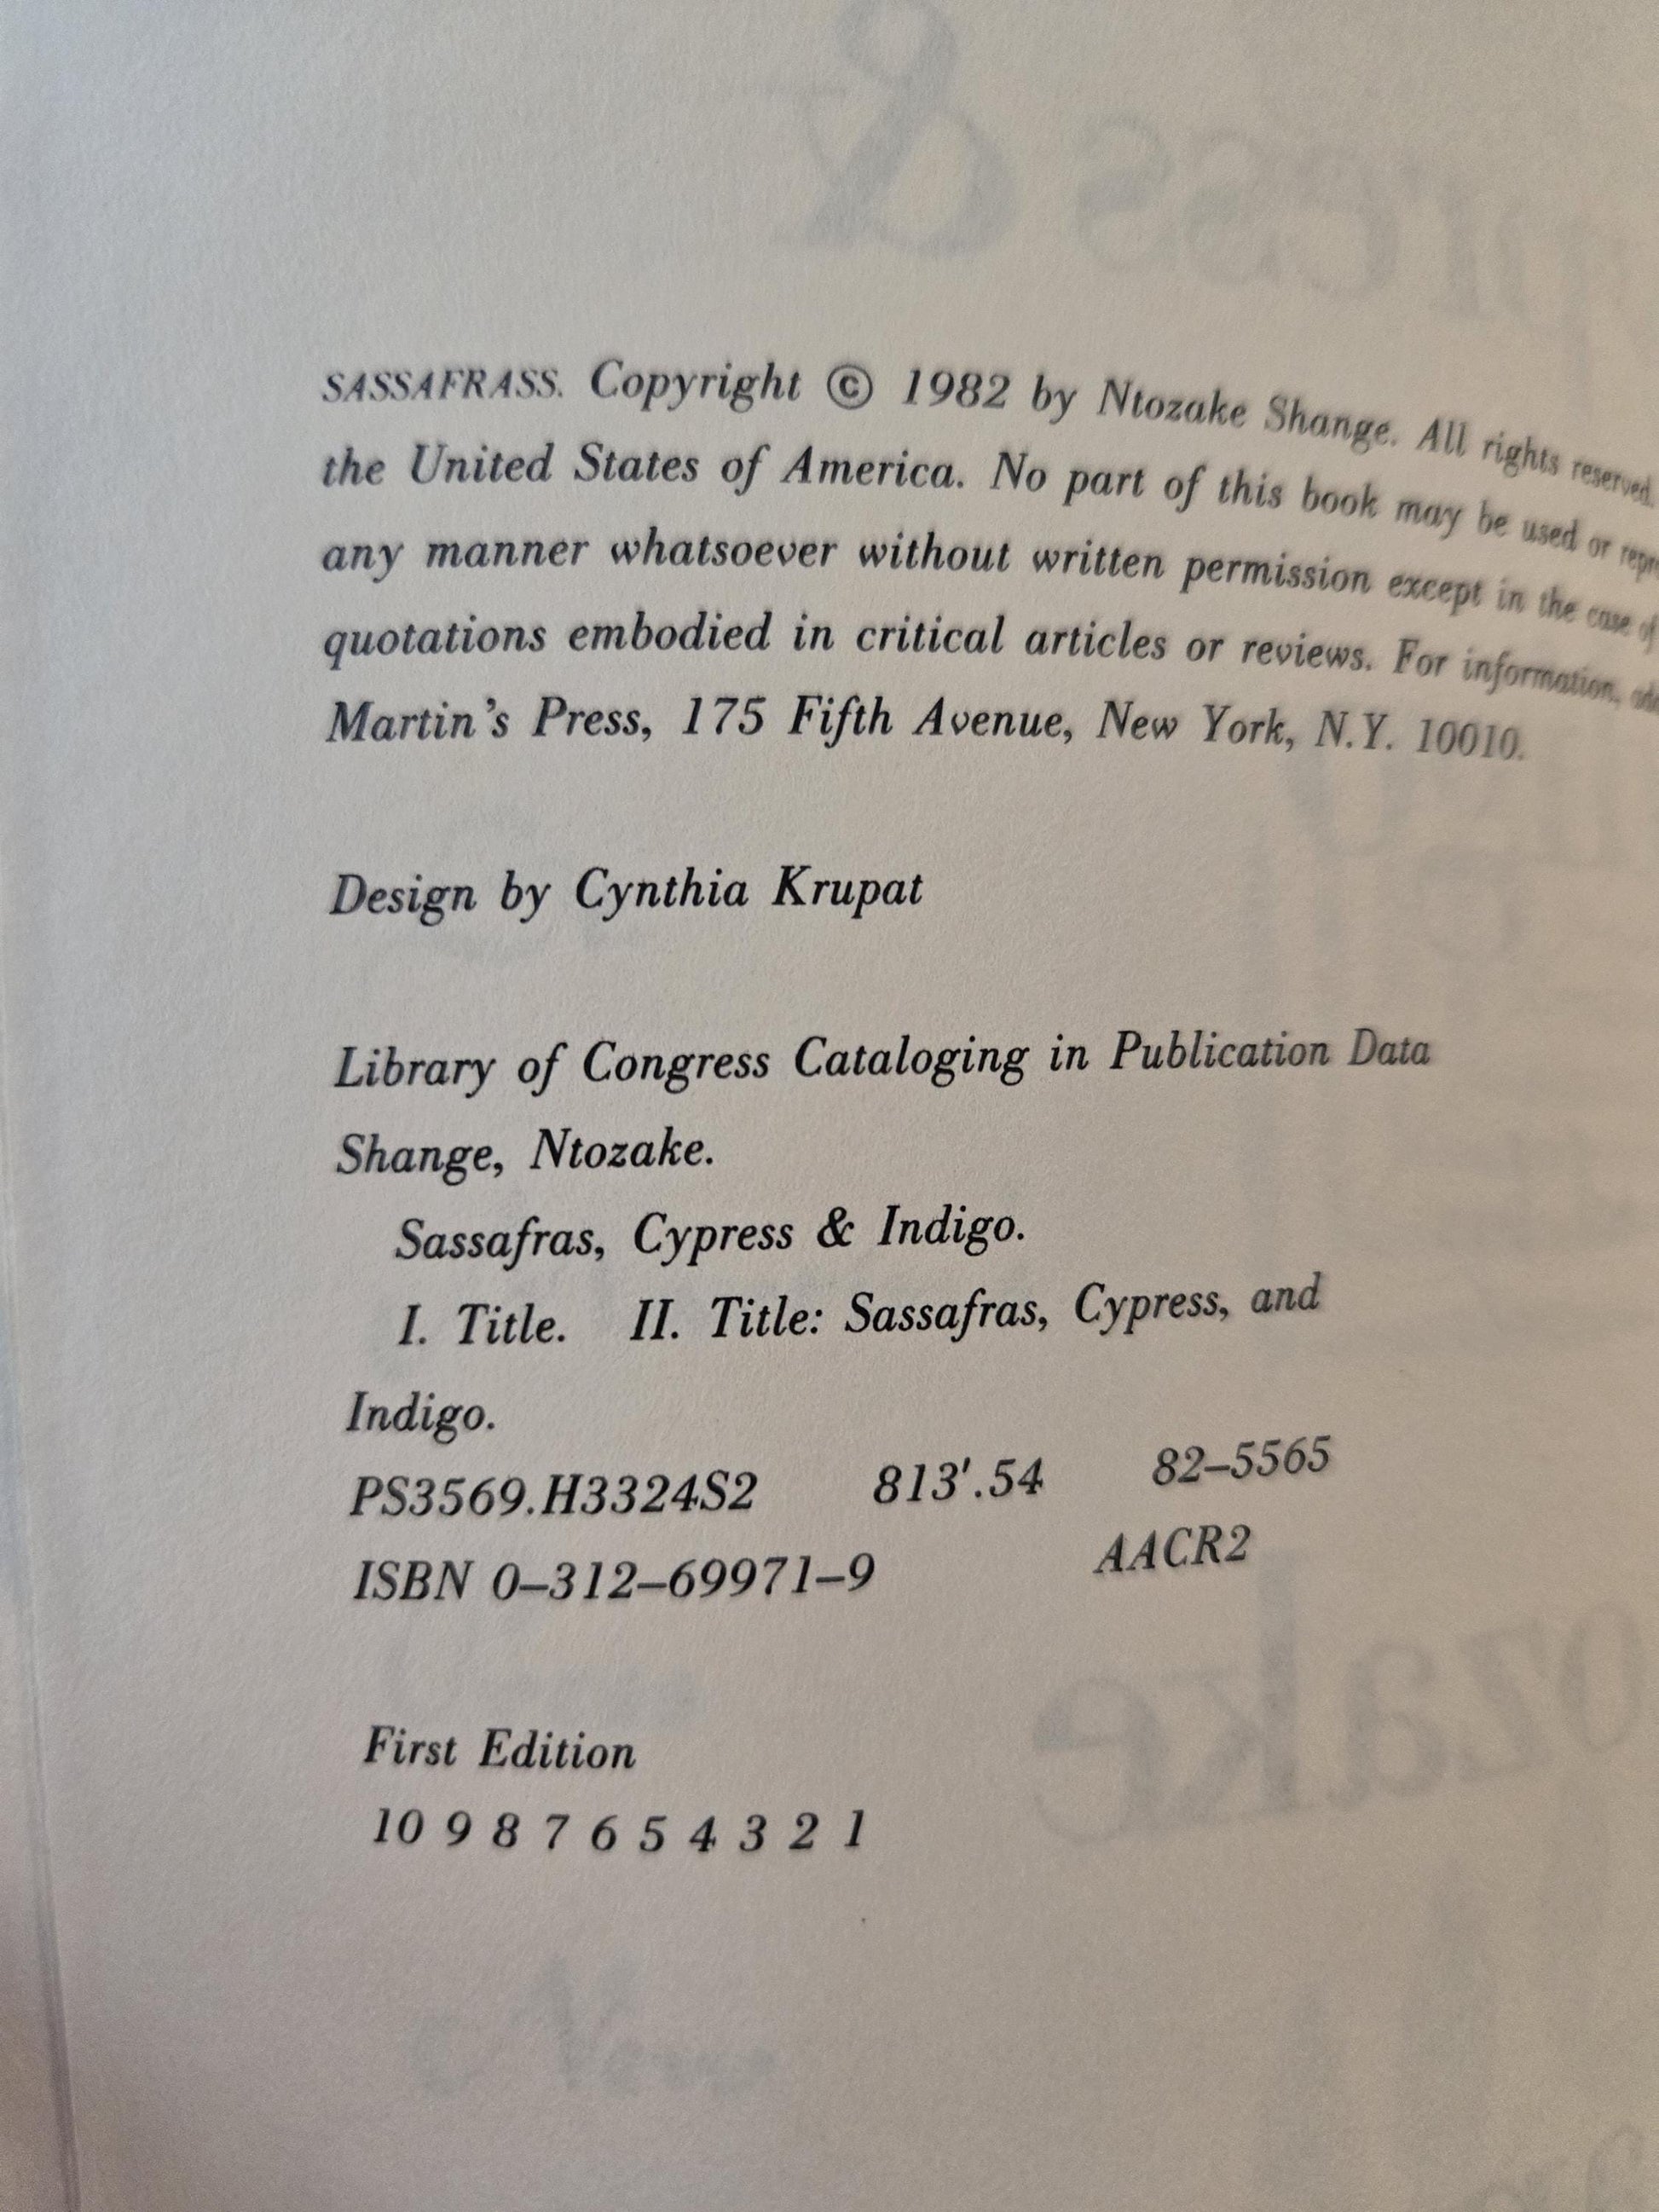 SASSAFRASS. Copyright © 1982 by Ntozake Shange. All rights reserved.
the United States of America. No part of this book may be used or
any manner whatsoever without written permission except in the case of
quotations embodied in critical articles or reviews. For information,
Martin's Press, 175 Fifth Avenue, New York, N.Y. 10010.
Design by Cynthia Krupat
Library of Congress Cataloging in Publication Data
Shange, Ntozake.
Sassafras, Cypress & Indigo.
I. Title. II. Title: Sassafras, Cypress, and
Indigo.
PS3569.H3324S2 813'.54 82–5565
ISBN 0–312–69971–9 AACR2
First Edition
10 9 8 7 6 5 4 3 2 1